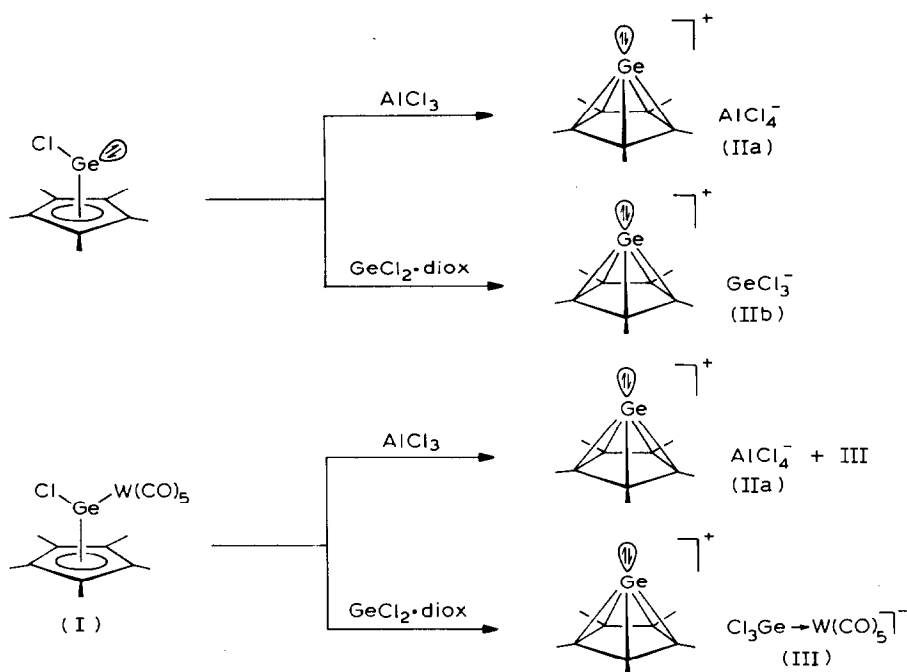 Ge ⌉+
AlCl₃
AlCl₄⁻
(IIa)
Cl
Ge
Ge ⌉+
GeCl₂·diox
GeCl₃⁻
(IIb)
Ge ⌉+
AlCl₃
AlCl₄⁻ + III
(IIa)
Cl
W(CO)₅
Ge
Ge ⌉+
(I)
GeCl₂·diox
Cl₃Ge→W(CO)₅⌉⁻
(III)